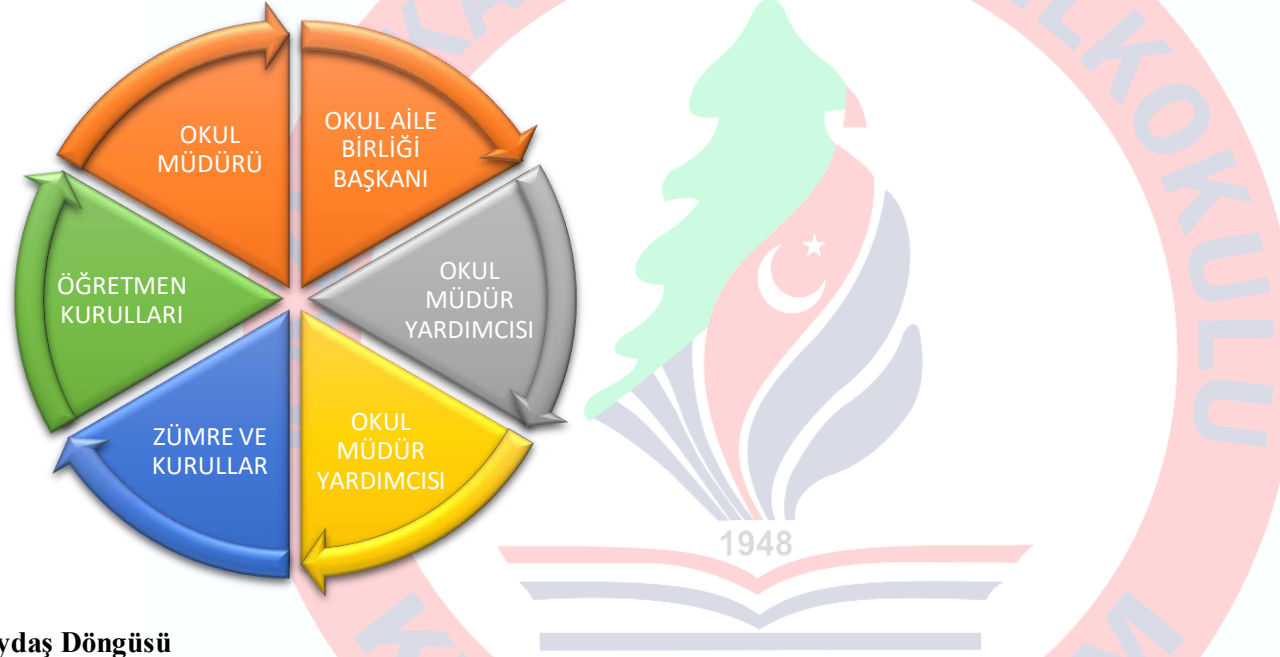 OKUL
MÜDÜRÜ
OKUL AİLE
BİRLİĞİ
BAŞKANI
OKUL
MÜDÜR
YARDIMCISI
OKUL
MÜDÜR
YARDIMCISI
ZÜMRE VE
KURULLAR
ÖĞRETMEN
KURULLARI
LKOKULU
1948
ydaş Döngüsü